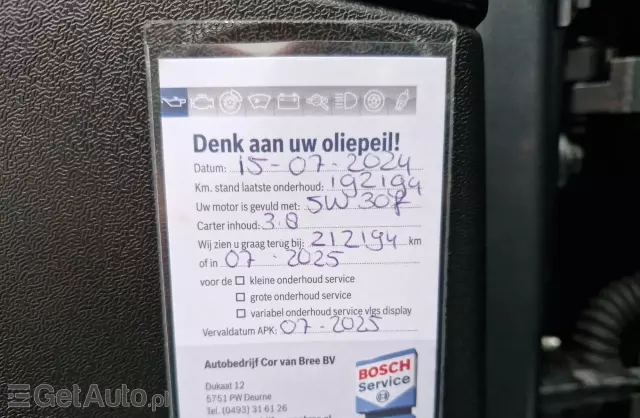 Denk aan uw oliepeil!
Datum: 15-07-2024
Km. stand laatste onderhoud: 192194
Uw motor is gevuld met: 5W30F
Carter inhoud: 3.8
Wij zien u graag terug bij: 212194 km
of in 07-2025
voor de kleine onderhoud service
grote onderhoud service
variabel onderhoud service vlgs display
Vervaldatum APK: 07-2025
Autobedrijf Cor van Bree BV
Dukaat 12
5751 PW Deurne
Tel. (0493) 31 61 26
BOSCH
Service
GetAuto.pl